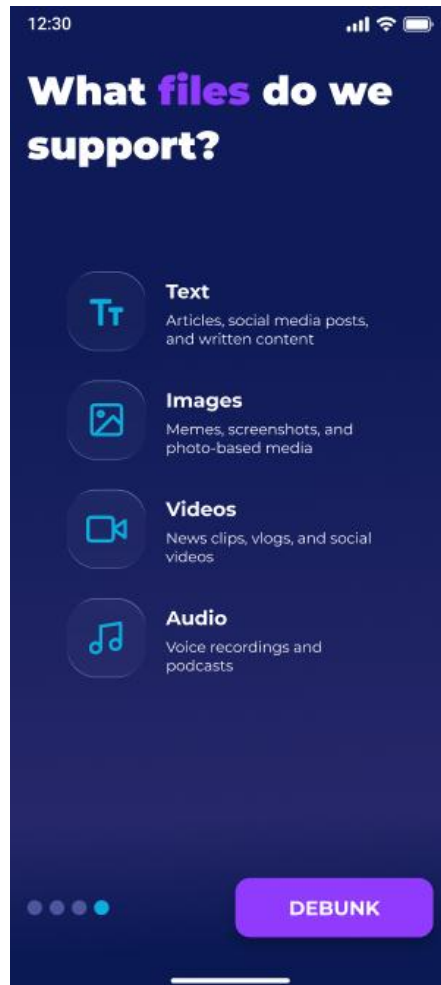 12:30
What files do we
support?
Tт
Text
Articles, social media posts,
and written content
Images
Memes, screenshots, and
photo-based media
Videos
News clips, vlogs, and social
videos
Audio
Voice recordings and
podcasts
DEBUNK